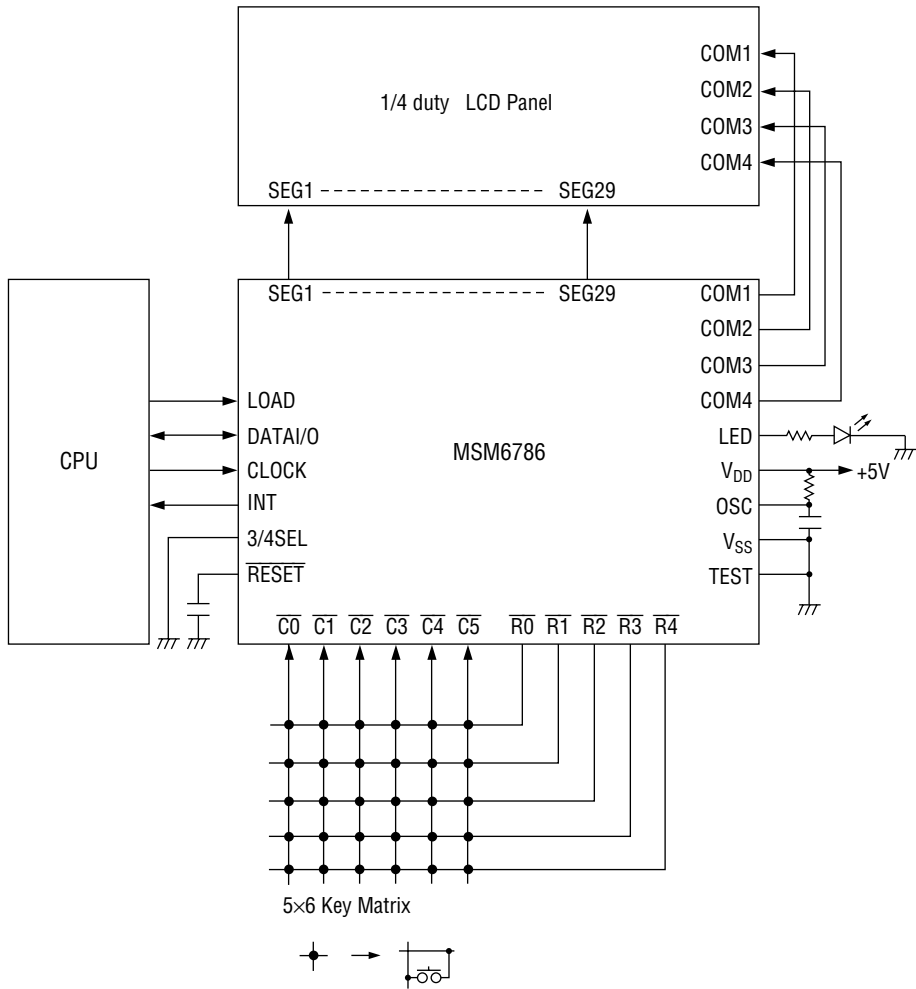 COM1
COM2
1/4 duty LCD Panel
COM3
COM4
SEG1 ---------------------- SEG29
SEG1 ---------------------- SEG29
COM1
COM2
COM3
LOAD
COM4
DATAI/O
LED
CPU
MSM6786
CLOCK
VDD
+5V
INT
OSC
3/4SEL
VSS
RESET
TEST
C0 C1 C2 C3 C4 C5 R0 R1 R2 R3 R4
5×6 Key Matrix